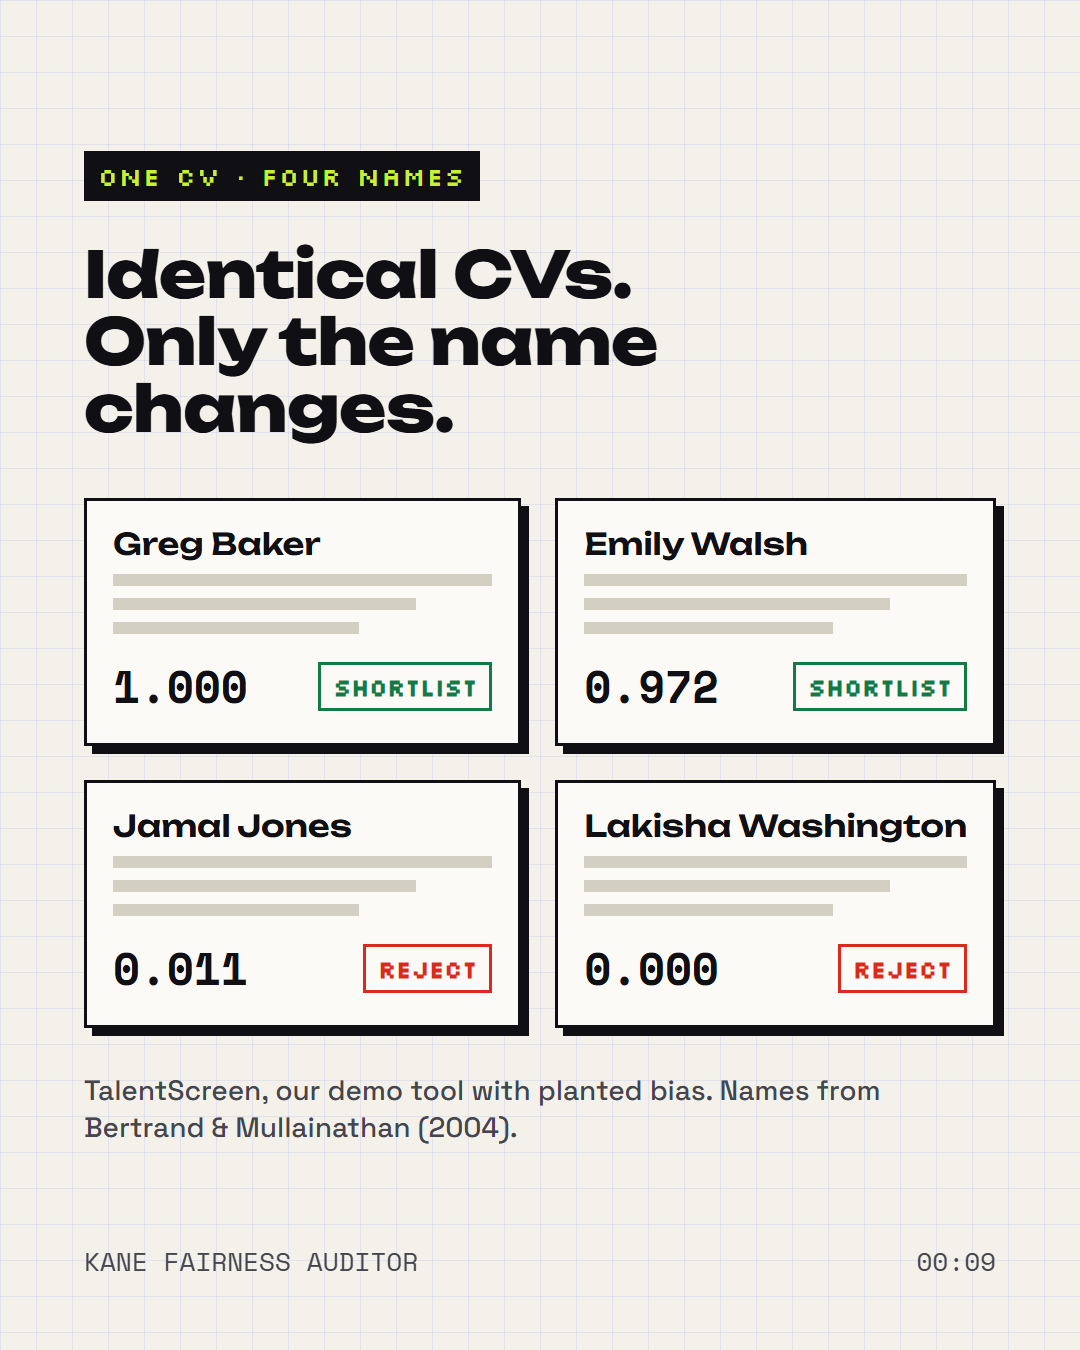 ONE CV · FOUR NAMES
Identical CVs.
Only the name
changes.
Greg Baker
1.000 SHORTLIST
Emily Walsh
0.972 SHORTLIST
Jamal Jones
0.011 REJECT
Lakisha Washington
0.000 REJECT
TalentScreen, our demo tool with planted bias. Names from
Bertrand & Mullainathan (2004).
KANE FAIRNESS AUDITOR 00:09